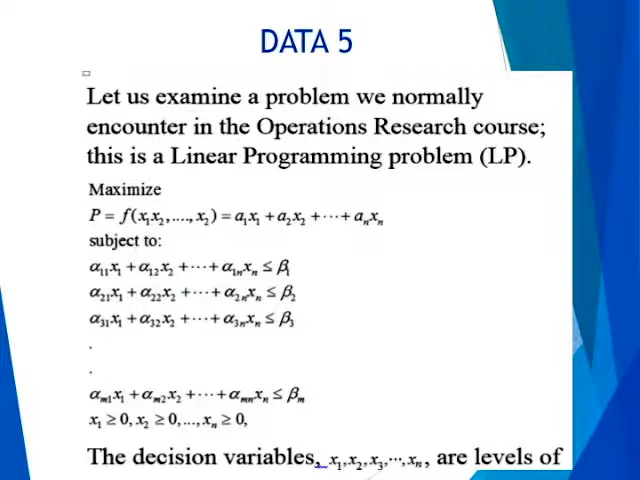 DATA 5
Let us examine a problem we normally
encounter in the Operations Research course;
this is a Linear Programming problem (LP).
Maximize
P = f(x₁x₂,....,x₂) = a₁x₁ + a₂x₂ + ··· + aₙxₙ
subject to:
α₁₁x₁ + α₁₂x₂ + ··· + α₁ₙxₙ ≤ β₁
α₂₁x₁ + α₂₂x₂ + ··· + α₂ₙxₙ ≤ β₂
α₃₁x₁ + α₃₂x₂ + ··· + α₃ₙxₙ ≤ β₃
.
.
αₘ₁x₁ + αₘ₂x₂ + ··· + αₘₙxₙ ≤ βₘ
x₁ ≥ 0, x₂ ≥ 0,..., xₙ ≥ 0,
The decision variables, x₁,x₂,x₃,···,xₙ, are levels of